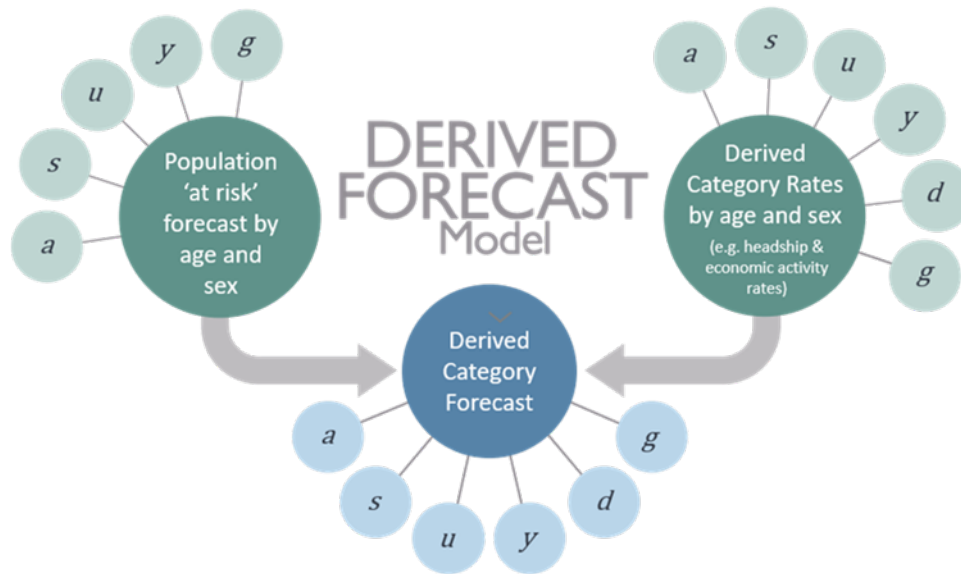 g
y
u
s
a
Population
‘at risk’
forecast by
age and
sex
DERIVED
FORECAST
Model
a
s
u
y
d
g
Derived
Category Rates
by age and sex
(e.g. headship &
economic activity
rates)
Derived
Category
Forecast
a
s
u
y
d
g